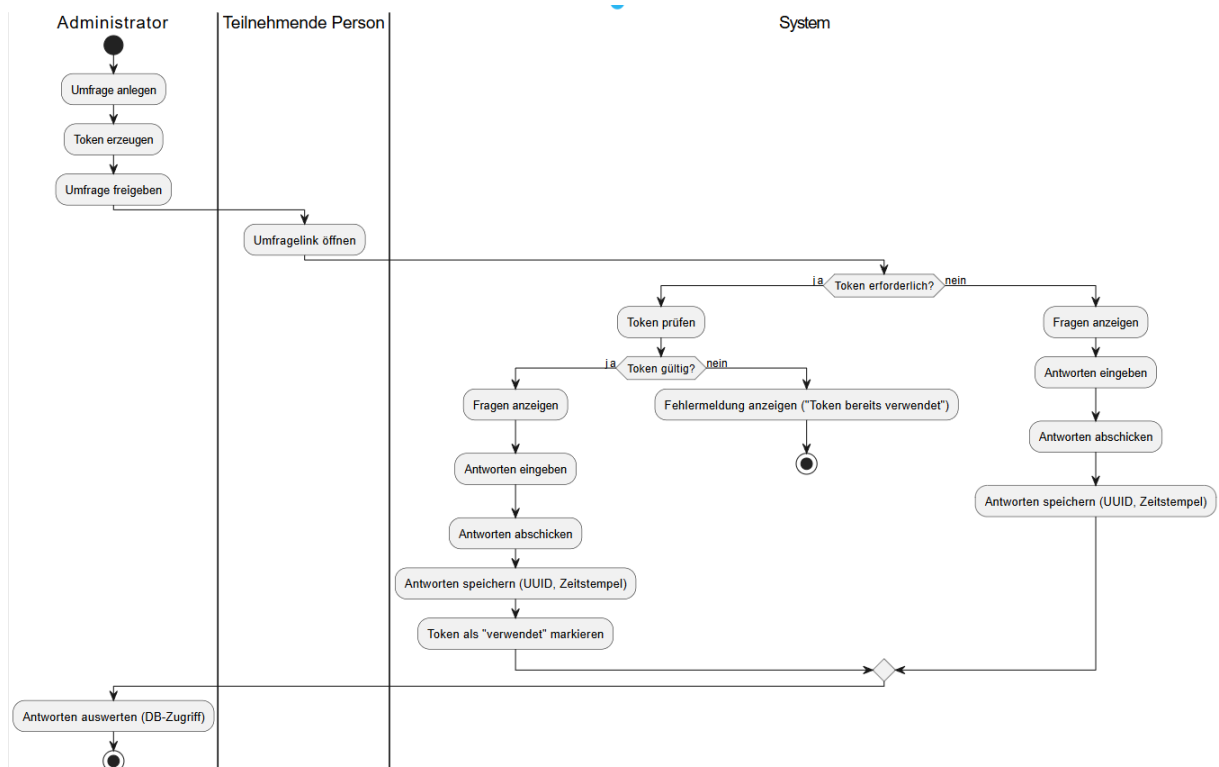 Administrator
Teilnehmende Person
System
Umfrage anlegen
Token erzeugen
Umfrage freigeben
Umfragelink öffnen
Token erforderlich?
ja
nein
Token prüfen
Token gültig?
ja
nein
Fragen anzeigen
Antworten eingeben
Antworten abschicken
Antworten speichern (UUID, Zeitstempel)
Token als "verwendet" markieren
Fehlermeldung anzeigen ("Token bereits verwendet")
Fragen anzeigen
Antworten eingeben
Antworten abschicken
Antworten speichern (UUID, Zeitstempel)
Antworten auswerten (DB-Zugriff)